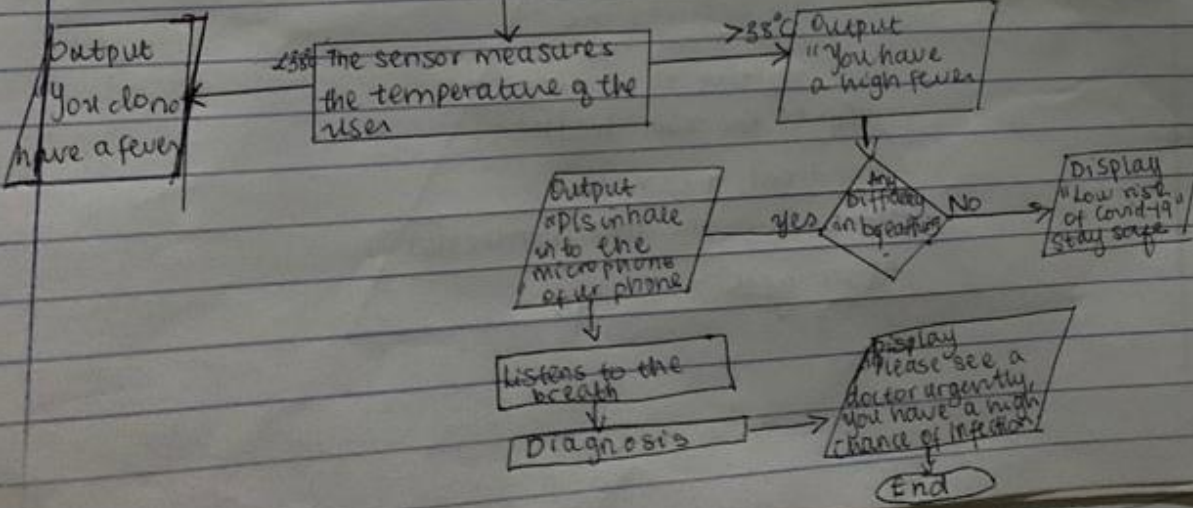 Output
You dono
have a fever
<38°C
The sensor measures
the temperature of the
user
>38°C
Output
"You have
a high fever
Any
Difficulty
in breathing
No
Display
"Low risk
of Covid-19"
stay safe
yes
Output
"Pls inhale
in to the
microphone
of ur phone
Listens to the
breath
Diagnosis
Display
"Please see a
doctor urgently,
you have a high
chance of infection
End